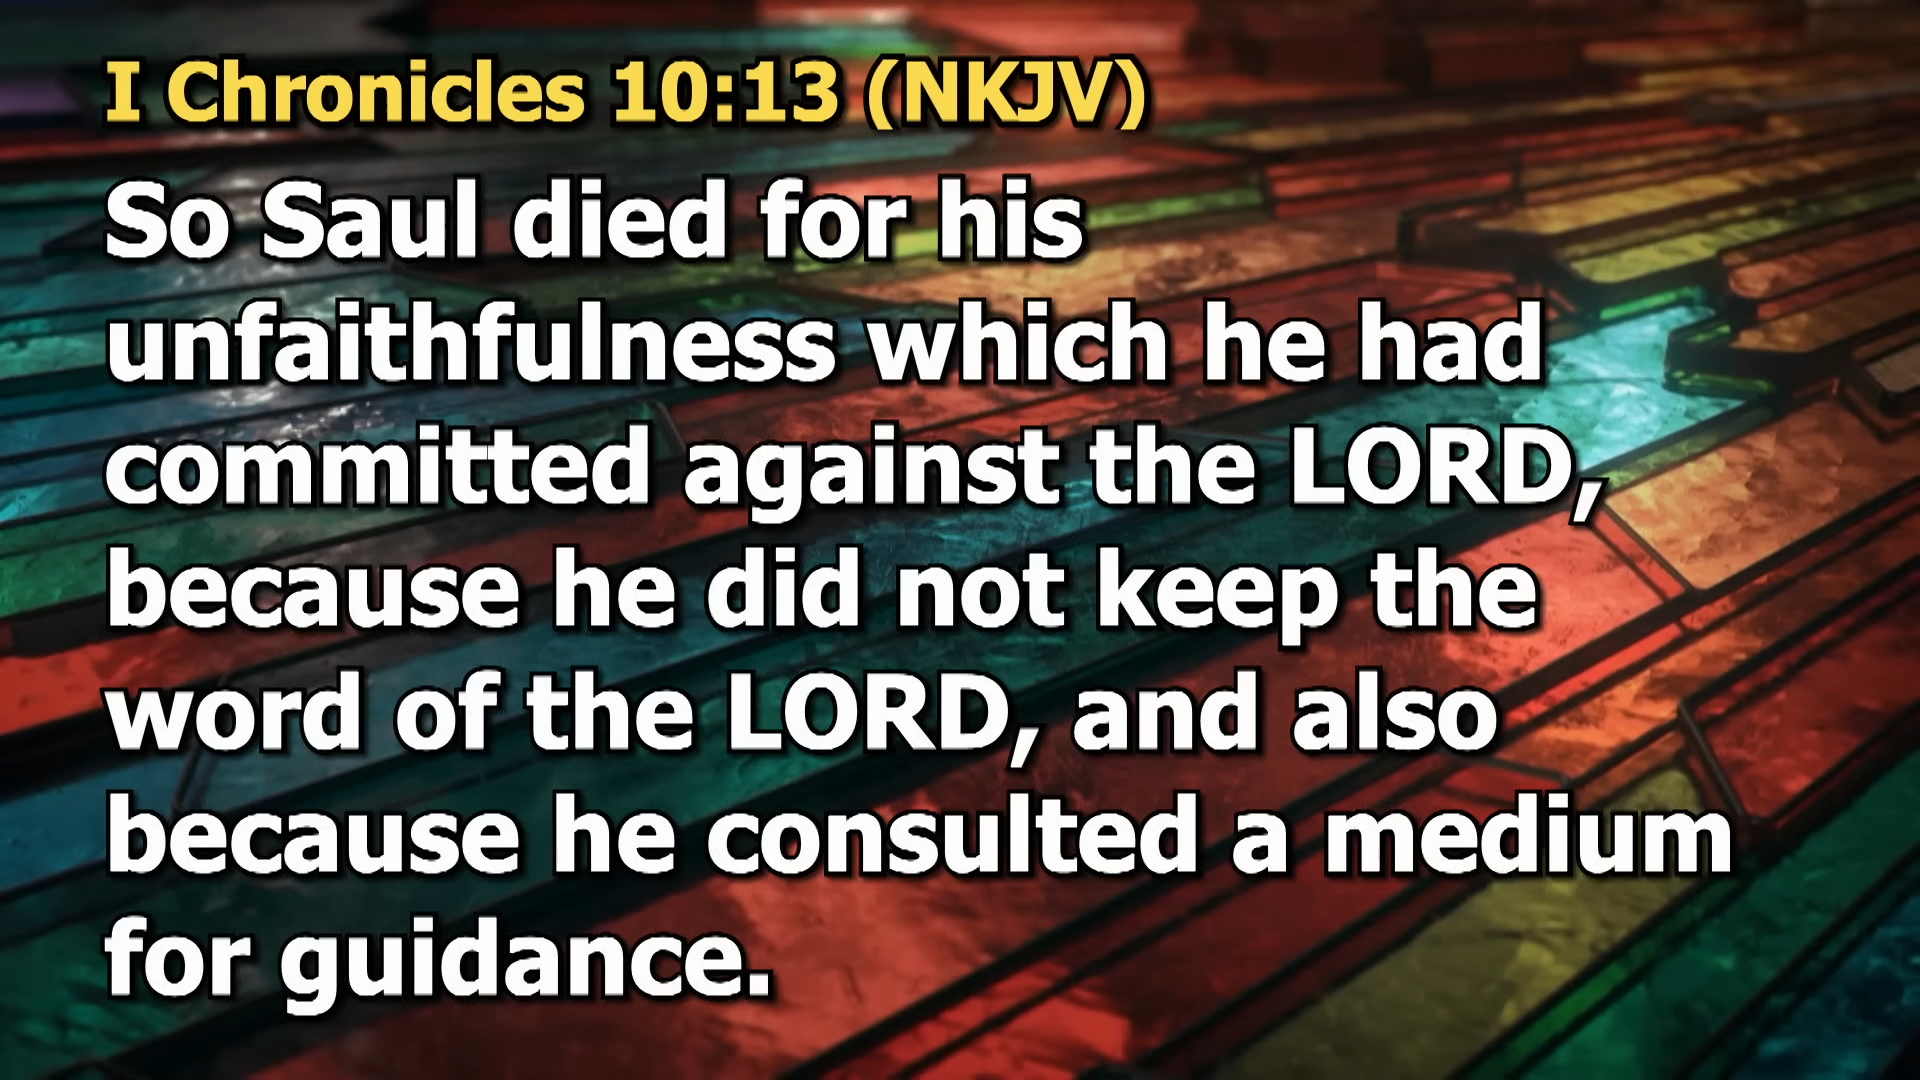 I Chronicles 10:13 (NKJV)
So Saul died for his
unfaithfulness which he had
committed against the LORD,
because he did not keep the
word of the LORD, and also
because he consulted a medium
for guidance.